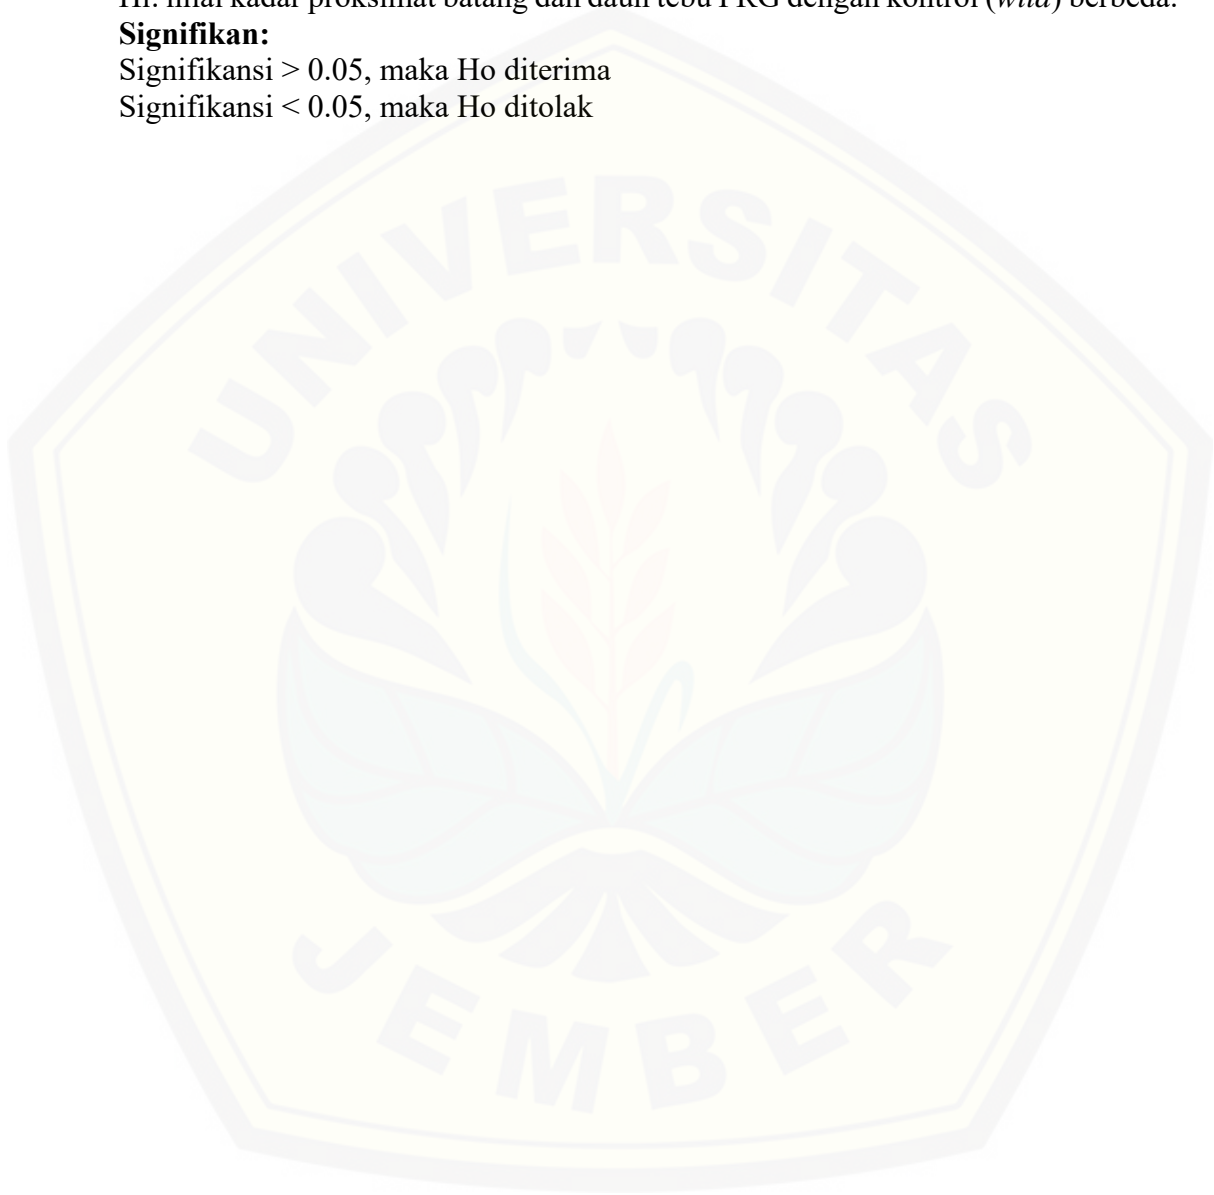 Hi: nilai kadar proksimat batang dan daun tebu PRG dengan kontrol (wild) berbeda.
Signifikan:
Signifikansi > 0.05, maka Ho diterima
Signifikansi < 0.05, maka Ho ditolak
UNIVERSITAS
JEMBER